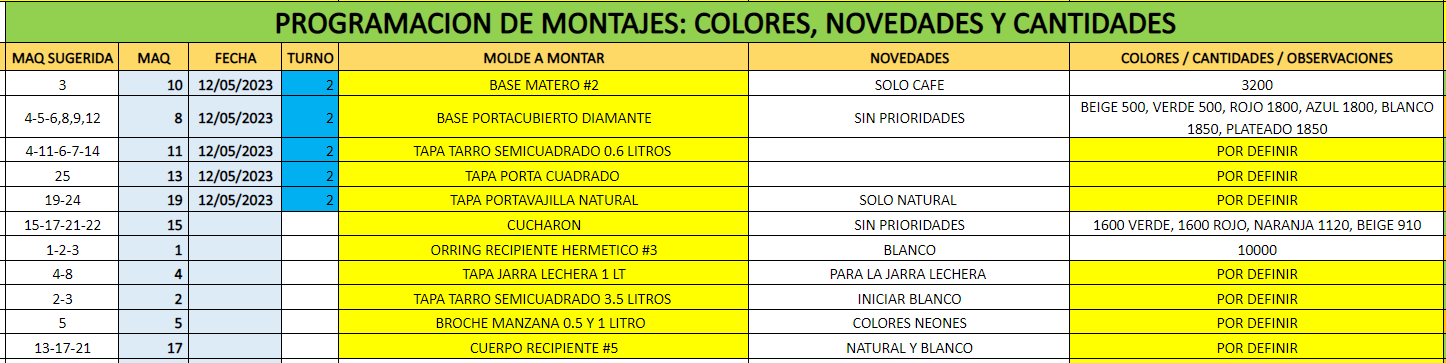 PROGRAMACION DE MONTAJES: COLORES, NOVEDADES Y CANTIDADES
MAQ SUGERIDA MAQ FECHA TURNO MOLDE A MONTAR NOVEDADES COLORES / CANTIDADES / OBSERVACIONES
3 10 12/05/2023 2 BASE MATERO #2 SOLO CAFE 3200
4-5-6,8,9,12 8 12/05/2023 2 BASE PORTACUBIERTO DIAMANTE SIN PRIORIDADES BEIGE 500, VERDE 500, ROJO 1800, AZUL 1800, BLANCO
1850, PLATEADO 1850
4-11-6-7-14 11 12/05/2023 2 TAPA TARRO SEMICUADRADO 0.6 LITROS POR DEFINIR
25 13 12/05/2023 2 TAPA PORTA CUADRADO POR DEFINIR
19-24 19 12/05/2023 2 TAPA PORTAVAJILLA NATURAL SOLO NATURAL POR DEFINIR
15-17-21-22 15 CUCHARON SIN PRIORIDADES 1600 VERDE, 1600 ROJO, NARANJA 1120, BEIGE 910
1-2-3 1 ORRING RECIPIENTE HERMETICO #3 BLANCO 10000
4-8 4 TAPA JARRA LECHERA 1 LT PARA LA JARRA LECHERA POR DEFINIR
2-3 2 TAPA TARRO SEMICUADRADO 3.5 LITROS INICIAR BLANCO POR DEFINIR
5 5 BROCHE MANZANA 0.5 Y 1 LITRO COLORES NEONES POR DEFINIR
13-17-21 17 CUERPO RECIPIENTE #5 NATURAL Y BLANCO POR DEFINIR